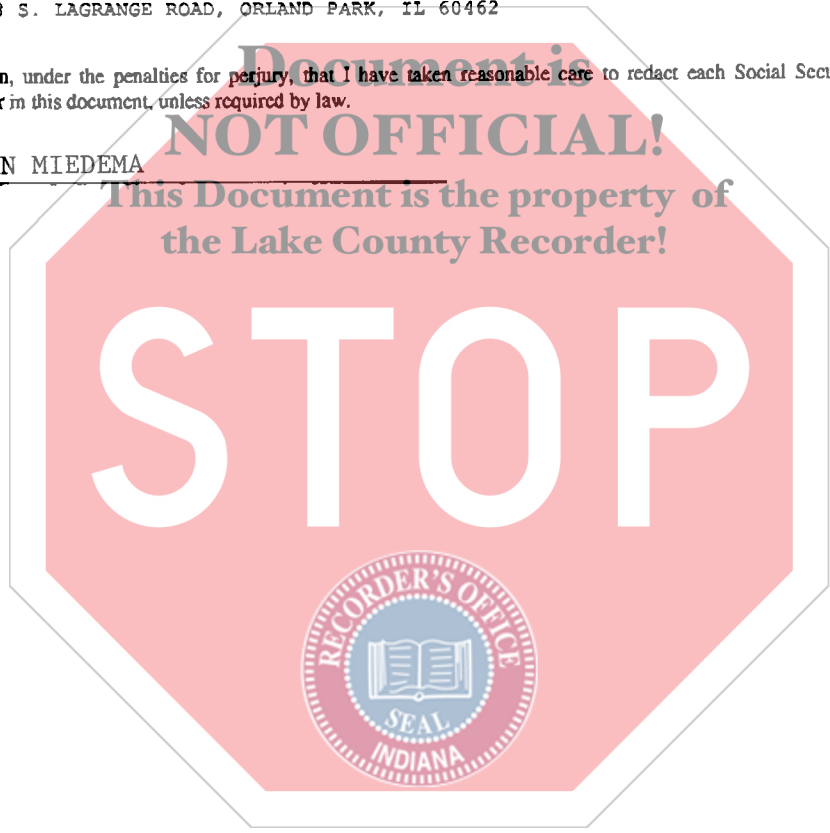 S. LAGRANGE ROAD, ORLAND PARK, IL 60462
Document is
under the penalties for perjury, that I have taken reasonable care to redact each Social
in this document, unless required by law.
NOT OFFICIAL!
N MIEDEMA
This Document is the property of
the Lake County Recorder!
STOP
RECORDER'S OFFICE
SEAL
INDIANA